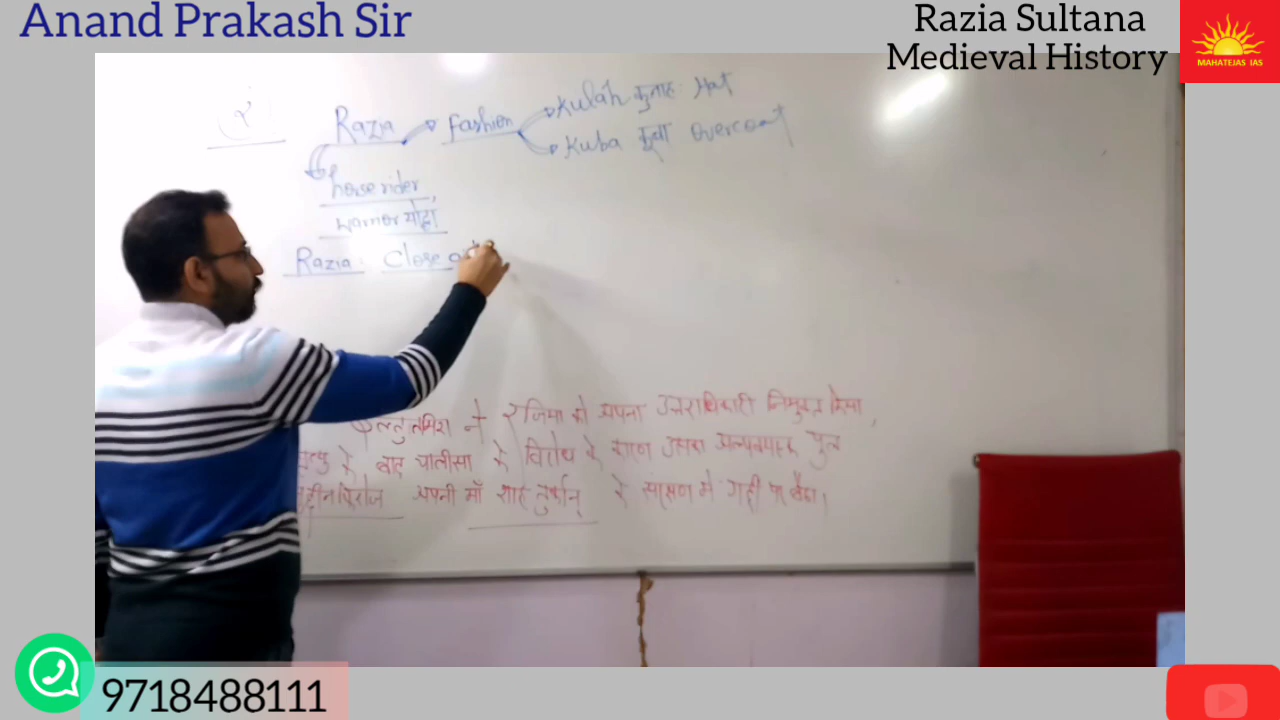 Anand Prakash Sir
Razia Sultana
Medieval History
MAHATEJAS IAS
Razia → Fashion → Kulah कुलाह: Hat
Kuba कुबा overcoat
horse rider,
warrior योद्धा,
Razia: Close
इल्तुतमिश ने रजिया को अपना उत्तराधिकारी नियुक्त किया,
के बाद चालीसा के विरोध के कारण उसका अल्पवयस्क पुत्र
फिरोज अपनी माँ शाह तुर्कान् के संरक्षण में गद्दी पर बैठा।
9718488111